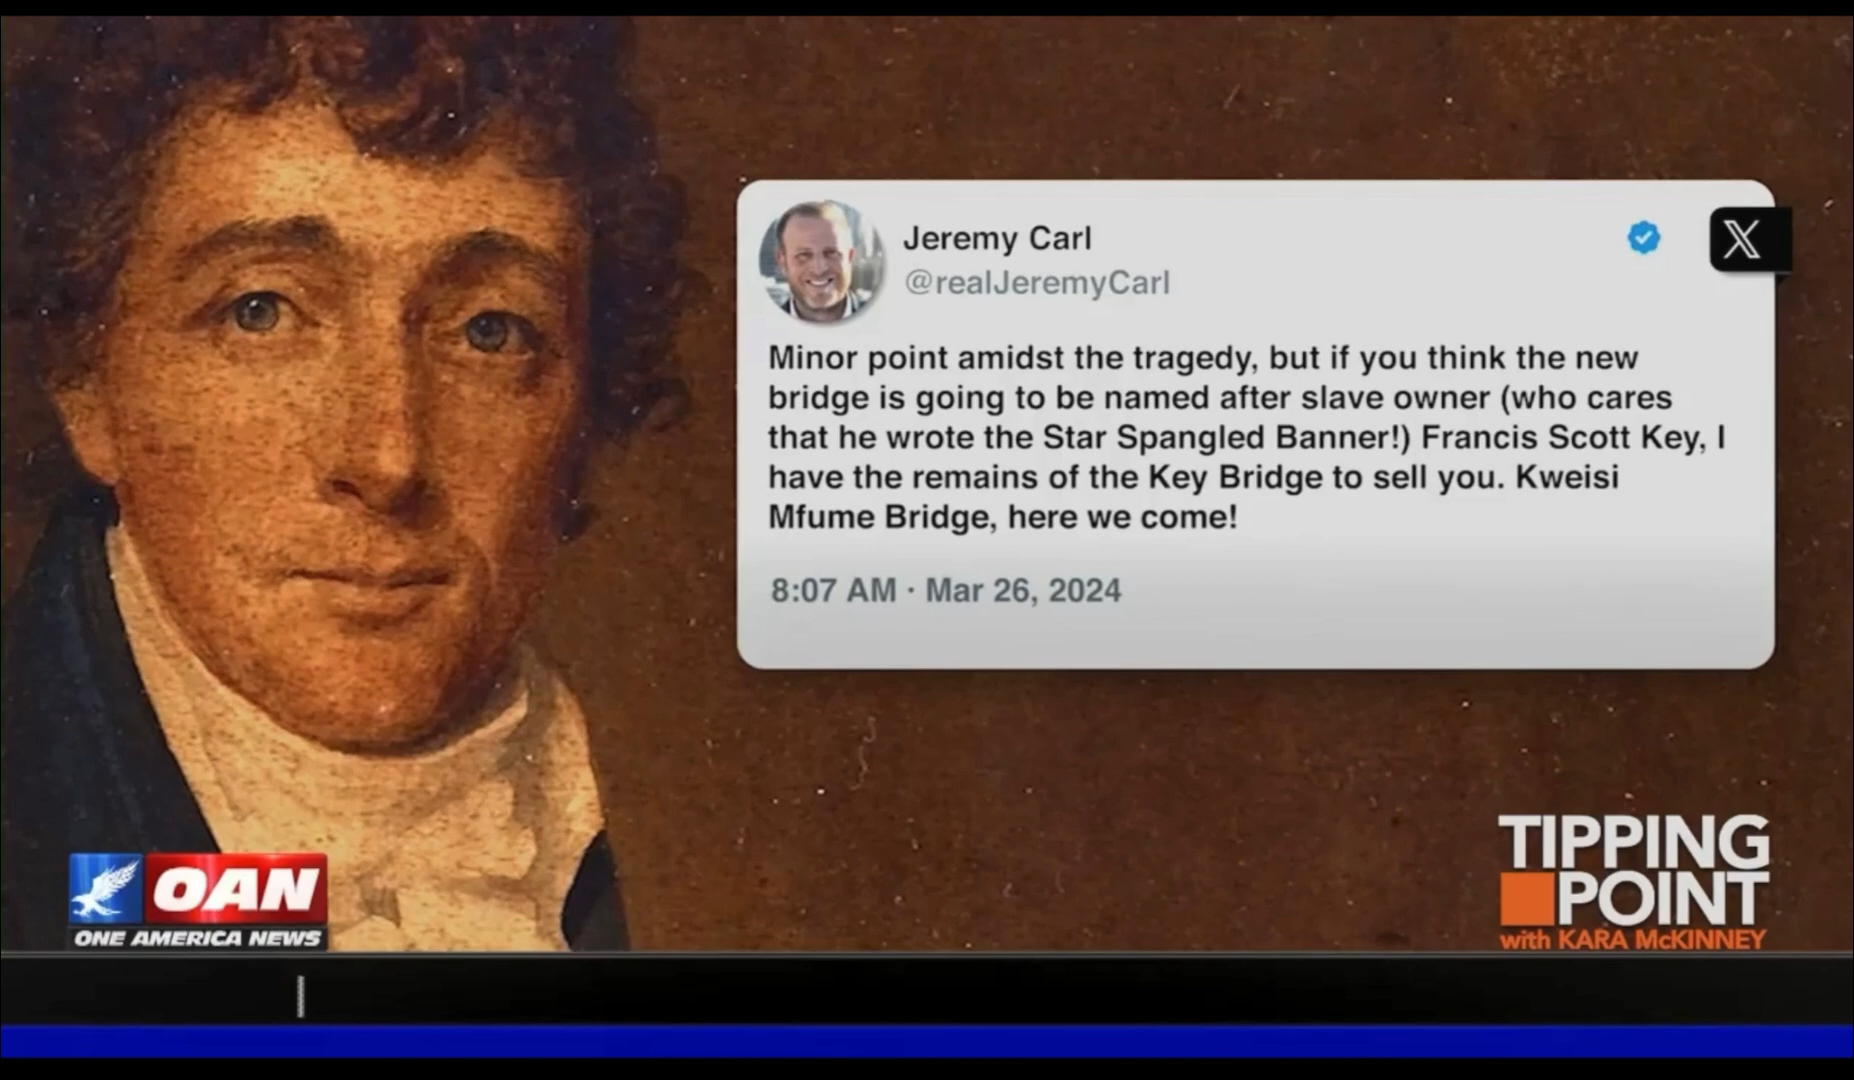 Jeremy Carl
@realJeremyCarl
X
Minor point amidst the tragedy, but if you think the new
bridge is going to be named after slave owner (who cares
that he wrote the Star Spangled Banner!) Francis Scott Key, I
have the remains of the Key Bridge to sell you. Kweisi
Mfume Bridge, here we come!
8:07 AM · Mar 26, 2024
OAN
ONE AMERICA NEWS
TIPPING
POINT
with KARA McKINNEY